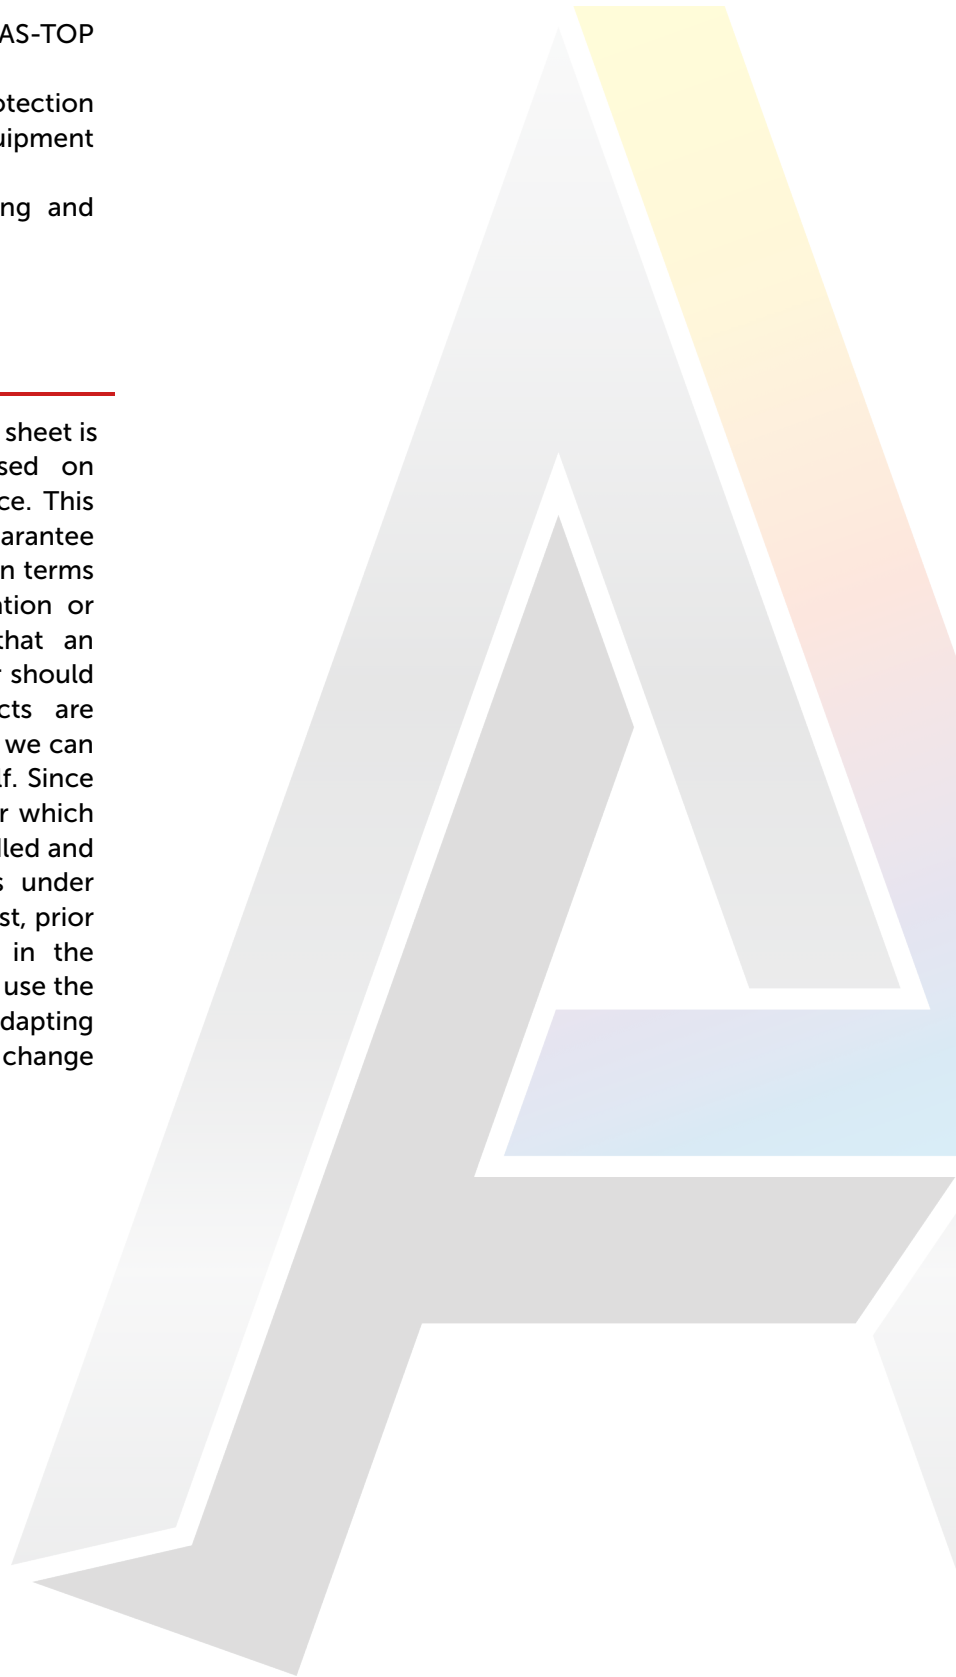 AS-TOP
otection
uipment
ng and
sheet is
sed on
ce. This
arantee
n terms
ation or
that an
r should
cts are
we can
lf. Since
r which
lled and
s under
st, prior
in the
use the
dapting
change